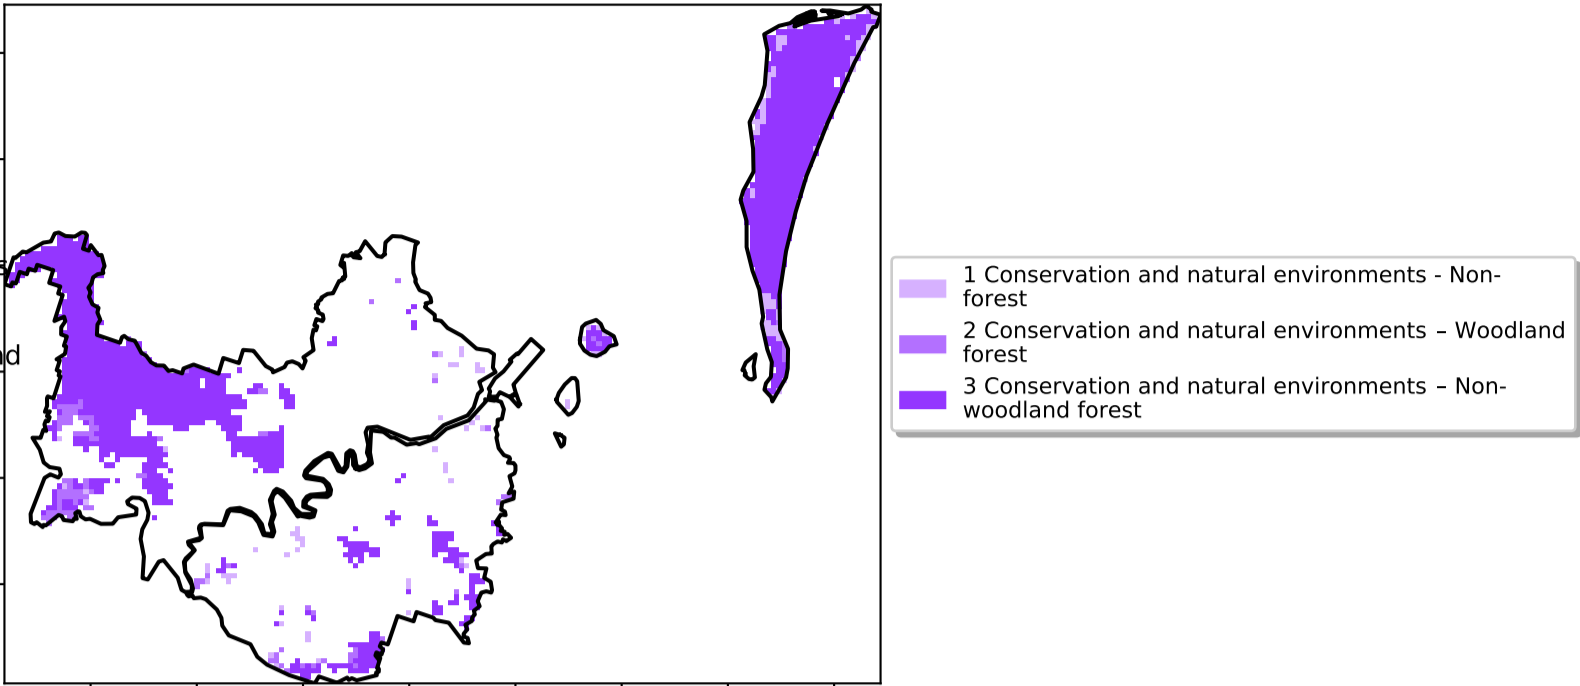 nd
1 Conservation and natural environments - Non-
forest
2 Conservation and natural environments – Woodland
forest
3 Conservation and natural environments – Non-
woodland forest